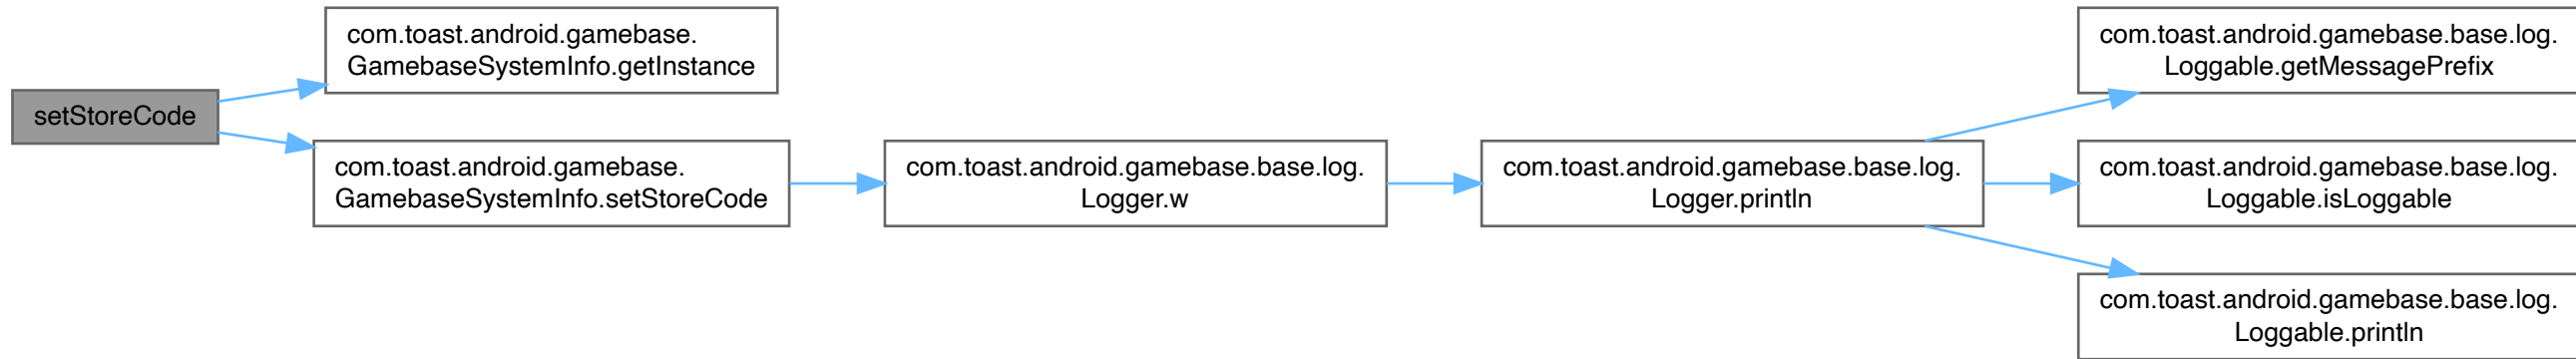 setStoreCode
com.toast.android.gamebase.
GamebaseSystemInfo.getInstance
com.toast.android.gamebase.
GamebaseSystemInfo.setStoreCode
com.toast.android.gamebase.base.log.
Logger.w
com.toast.android.gamebase.base.log.
Logger.println
com.toast.android.gamebase.base.log.
Loggable.getMessagePrefix
com.toast.android.gamebase.base.log.
Loggable.isLoggable
com.toast.android.gamebase.base.log.
Loggable.println